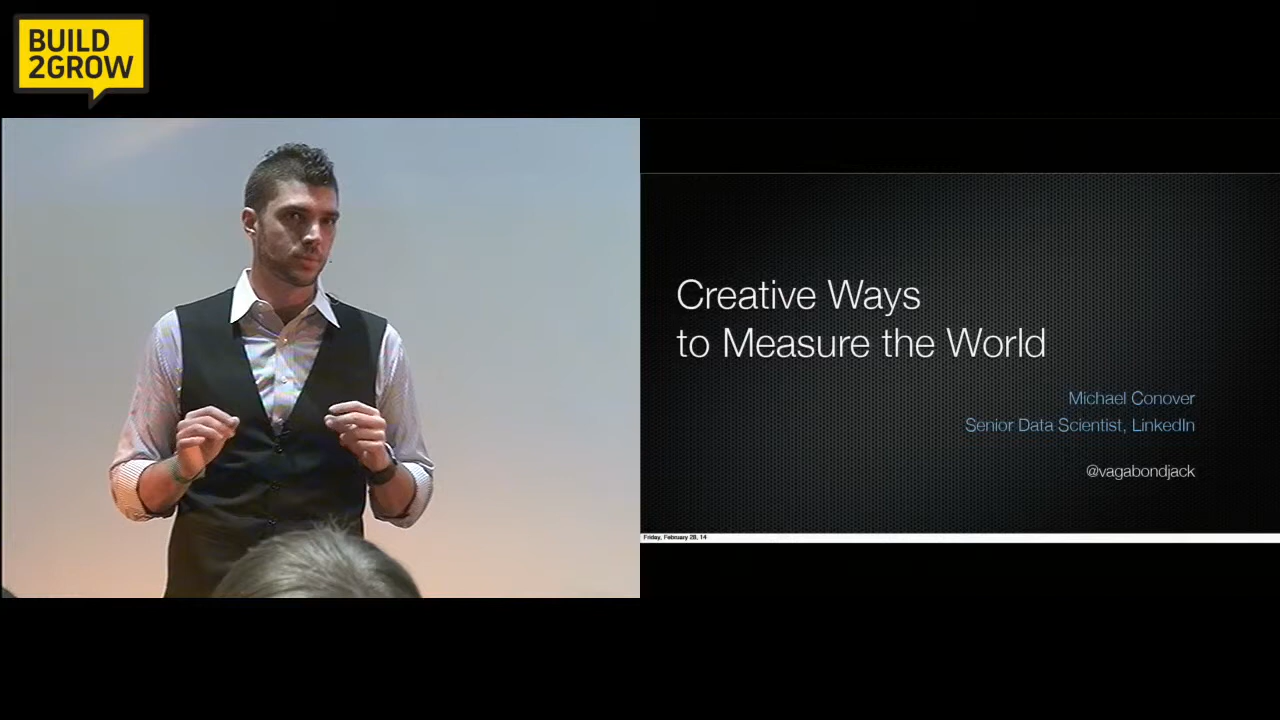 BUILD
2GROW
Creative Ways
to Measure the World
Michael Conover
Senior Data Scientist, LinkedIn
@vagabondjack
Friday, February 28, 14